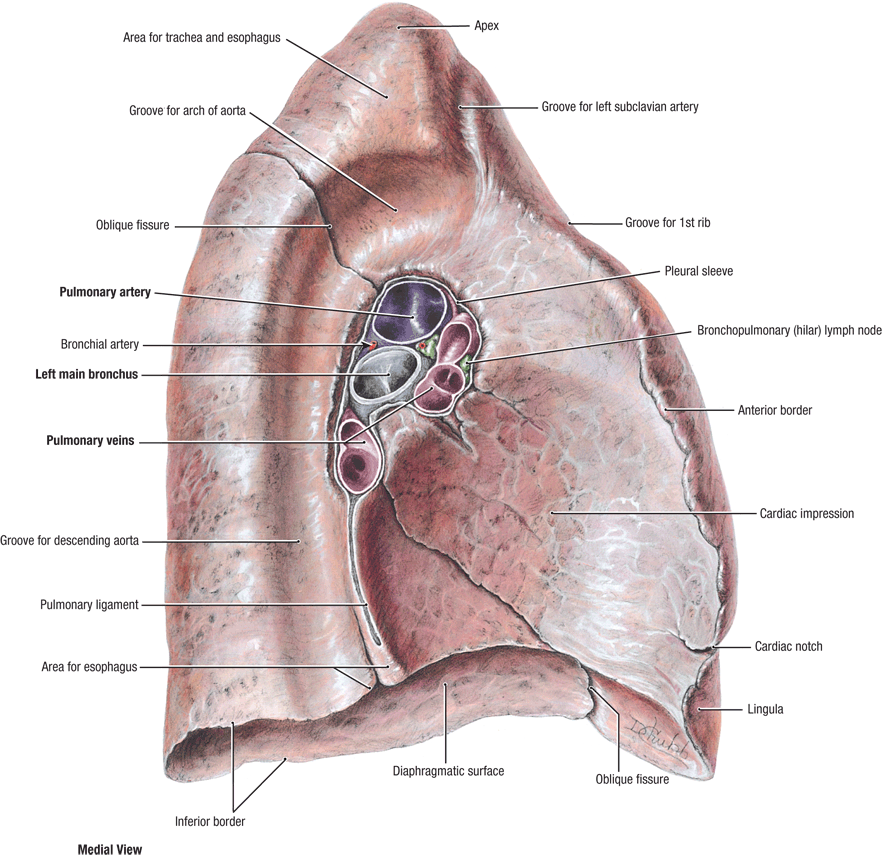 Apex
Area for trachea and esophagus
Groove for arch of aorta
Groove for left subclavian artery
Oblique fissure
Groove for 1st rib
Pleural sleeve
Pulmonary artery
Bronchopulmonary (hilar) lymph node
Bronchial artery
Left main bronchus
Anterior border
Pulmonary veins
Cardiac impression
Groove for descending aorta
Pulmonary ligament
Cardiac notch
Area for esophagus
Lingula
Diaphragmatic surface
Oblique fissure
Inferior border
Medial View